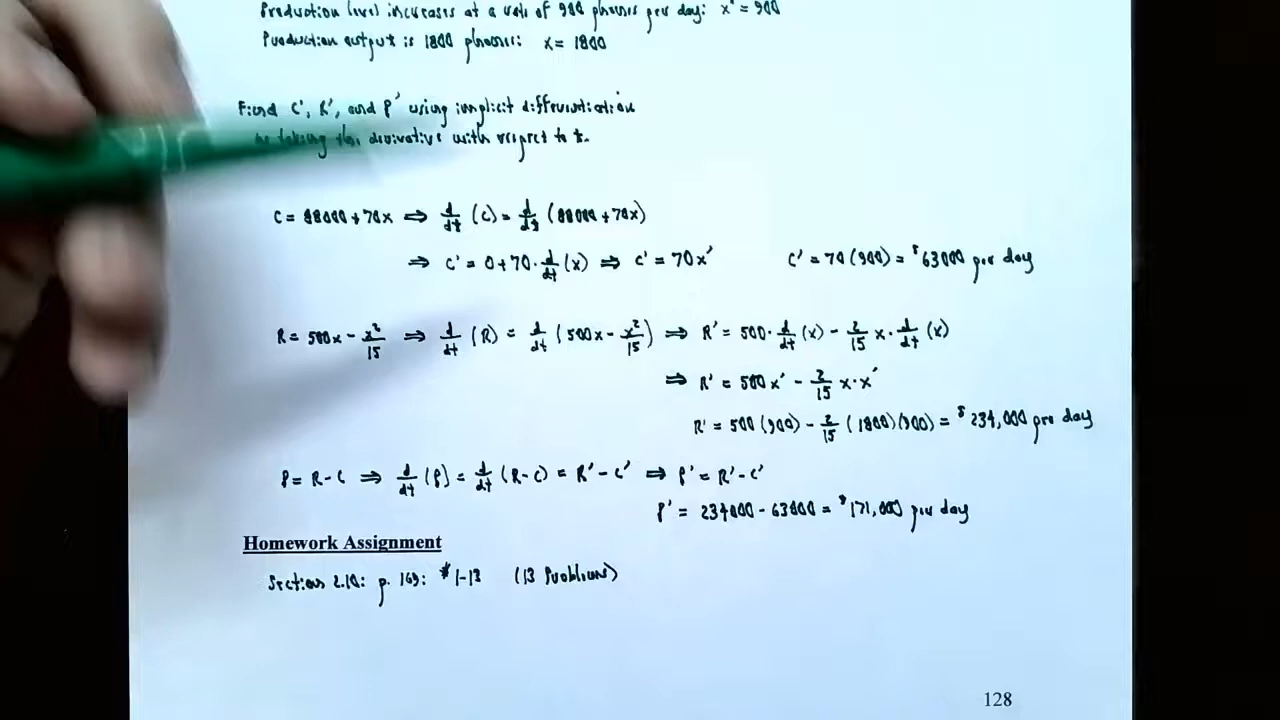 Production level increases at a rate of 900 phones per day: x' = 900
Production output is 1800 phones: x = 1800
Find C', R', and P' using implicit differentiation
by taking the derivative with respect to t.
C = 88000 + 70x ⇒ d/dt (C) = d/dt (88000 + 70x)
⇒ C' = 0 + 70 · d/dt (x) ⇒ C' = 70x' C' = 70(900) = $63000 per day
R = 500x - x²/15 ⇒ d/dt (R) = d/dt (500x - x²/15) ⇒ R' = 500 · d/dt (x) - 2/15 x · d/dt (x)
⇒ R' = 500x' - 2/15 x · x'
R' = 500(900) - 2/15 (1800)(900) = $234,000 per day
P = R - C ⇒ d/dt (P) = d/dt (R - C) = R' - C' ⇒ P' = R' - C'
P' = 234000 - 63000 = $171,000 per day
Homework Assignment
Section 2.10: p. 169: #1-13 (13 Problems)
128